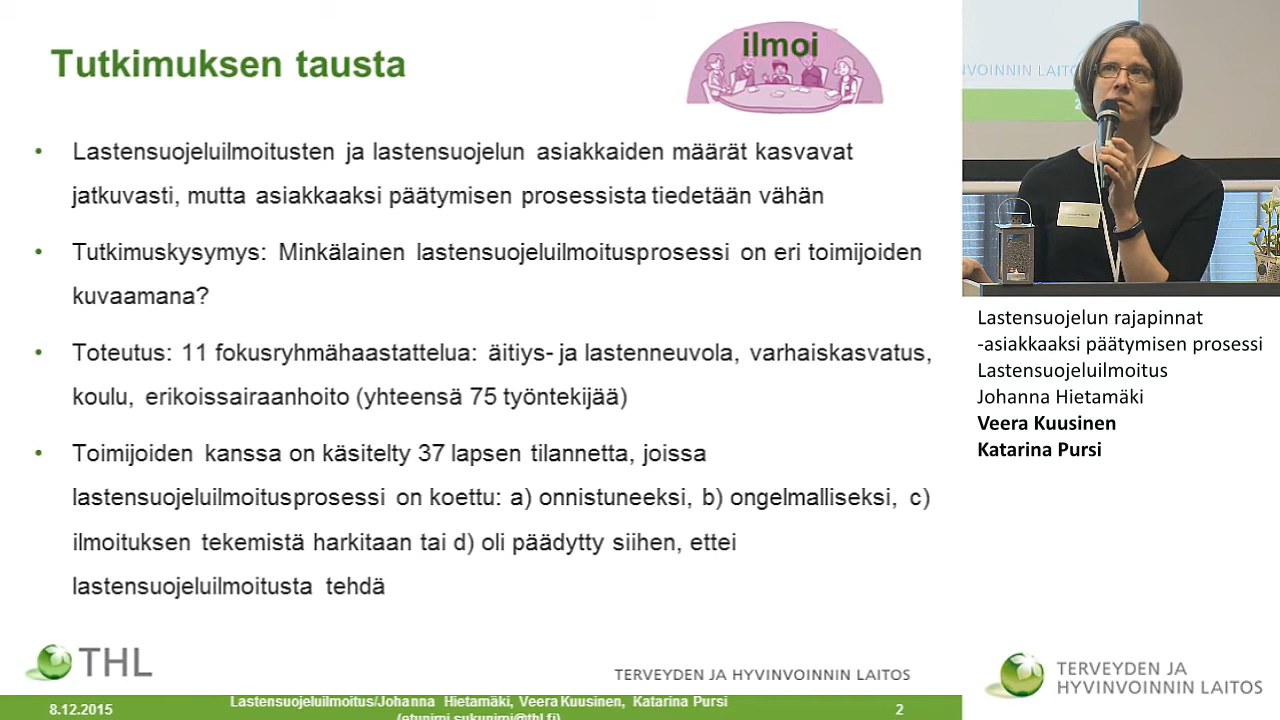 Tutkimuksen tausta
ilmoi
Lastensuojeluilmoitusten ja lastensuojelun asiakkaiden määrät kasvavat
jatkuvasti, mutta asiakkaaksi päätymisen prosessista tiedetään vähän
Tutkimuskysymys: Minkälainen lastensuojeluilmoitusprosessi on eri toimijoiden
kuvaamana?
Toteutus: 11 fokusryhmähaastattelua: äitiys- ja lastenneuvola, varhaiskasvatus,
koulu, erikoissairaanhoito (yhteensä 75 työntekijää)
Toimijoiden kanssa on käsitelty 37 lapsen tilannetta, joissa
lastensuojeluilmoitusprosessi on koettu: a) onnistuneeksi, b) ongelmalliseksi, c)
ilmoituksen tekemistä harkitaan tai d) oli päädytty siihen, ettei
lastensuojeluilmoitusta tehdä
THL
TERVEYDEN JA HYVINVOINNIN LAITOS
8.12.2015
Lastensuojeluilmoitus/Johanna Hietamäki, Veera Kuusinen, Katarina Pursi
(etunimi.sukunimi@thl.fi)
2
VOINNIN LAITO
Lastensuojelun rajapinnat
-asiakkaaksi päätymisen prosessi
Lastensuojeluilmoitus
Johanna Hietamäki
Veera Kuusinen
Katarina Pursi
TERVEYDEN JA
HYVINVOINNIN LAITOS